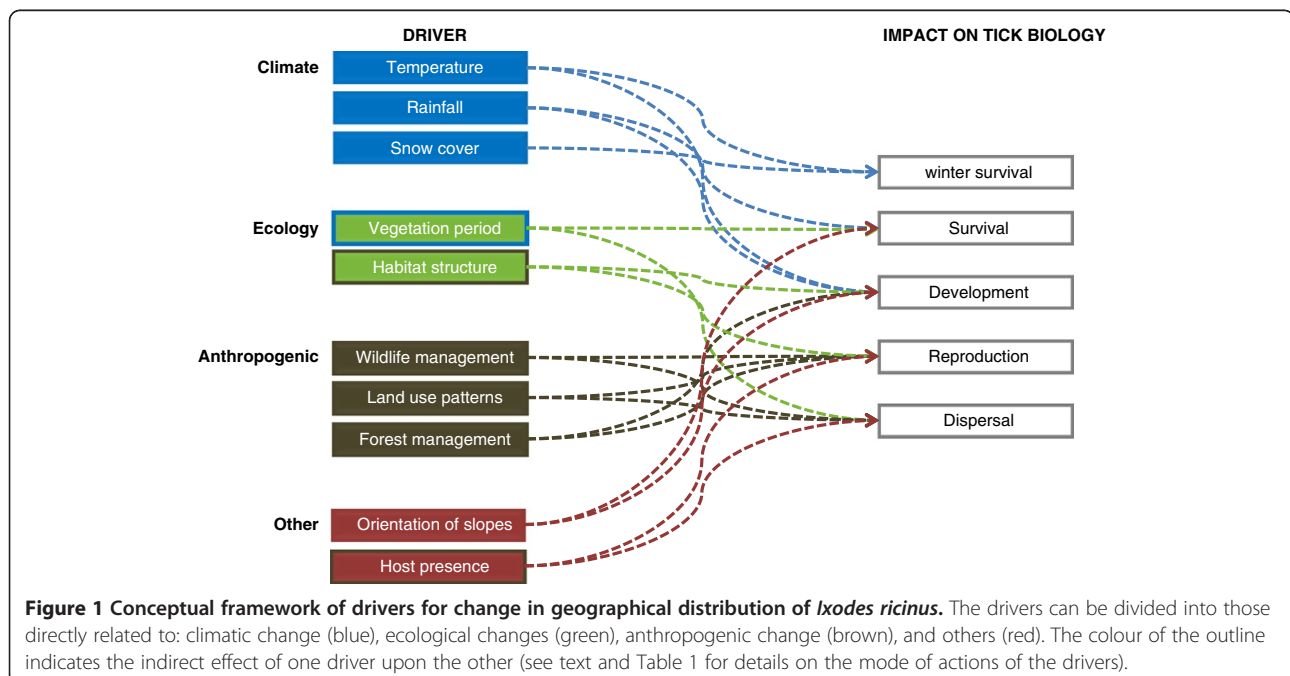 DRIVER
IMPACT ON TICK BIOLOGY
Climate
Temperature
Rainfall
Snow cover
winter survival
Ecology
Vegetation period
Survival
Habitat structure
Development
Anthropogenic
Wildlife management
Reproduction
Land use patterns
Dispersal
Forest management
Other
Orientation of slopes
Host presence
Figure 1 Conceptual framework of drivers for change in geographical distribution of Ixodes ricinus. The drivers can be divided into those
directly related to: climatic change (blue), ecological changes (green), anthropogenic change (brown), and others (red). The colour of the outline
indicates the indirect effect of one driver upon the other (see text and Table 1 for details on the mode of actions of the drivers).